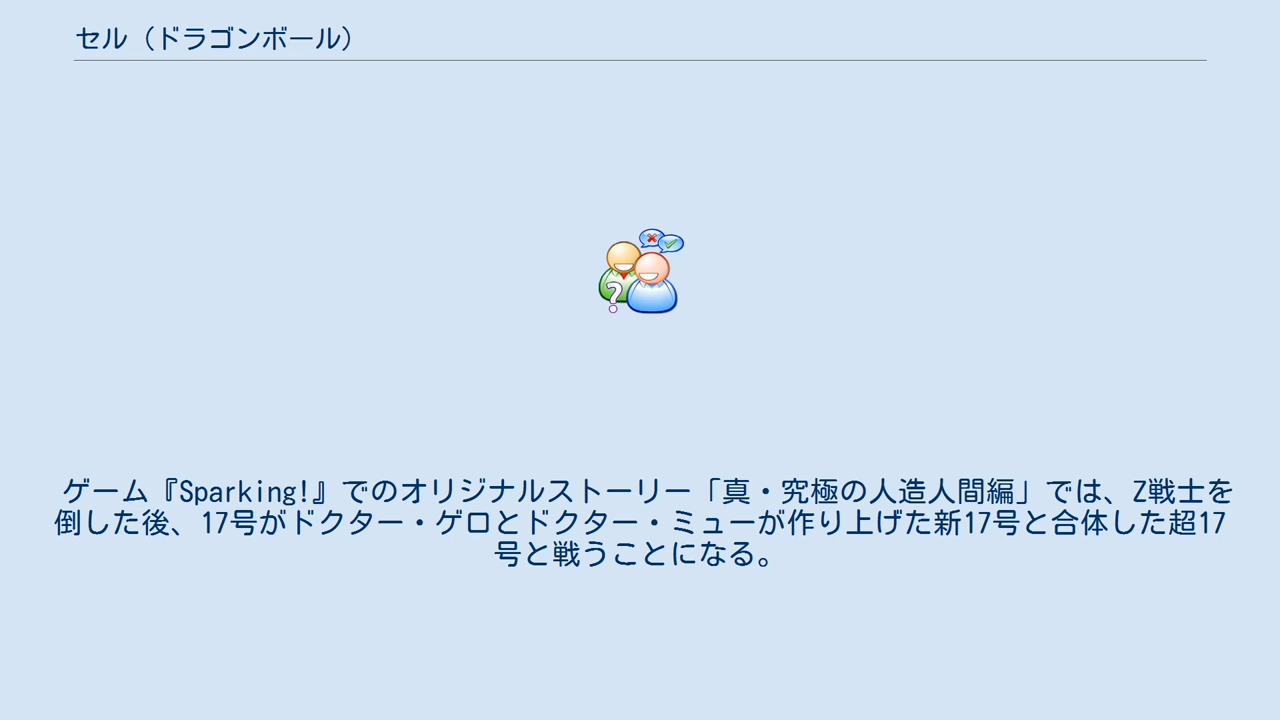 セル（ドラゴンボール）
ゲーム『Sparking!』でのオリジナルストーリー「真・究極の人造人間編」では、Z戦士を
倒した後、17号がドクター・ゲロとドクター・ミューが作り上げた新17号と合体した超17
号と戦うことになる。